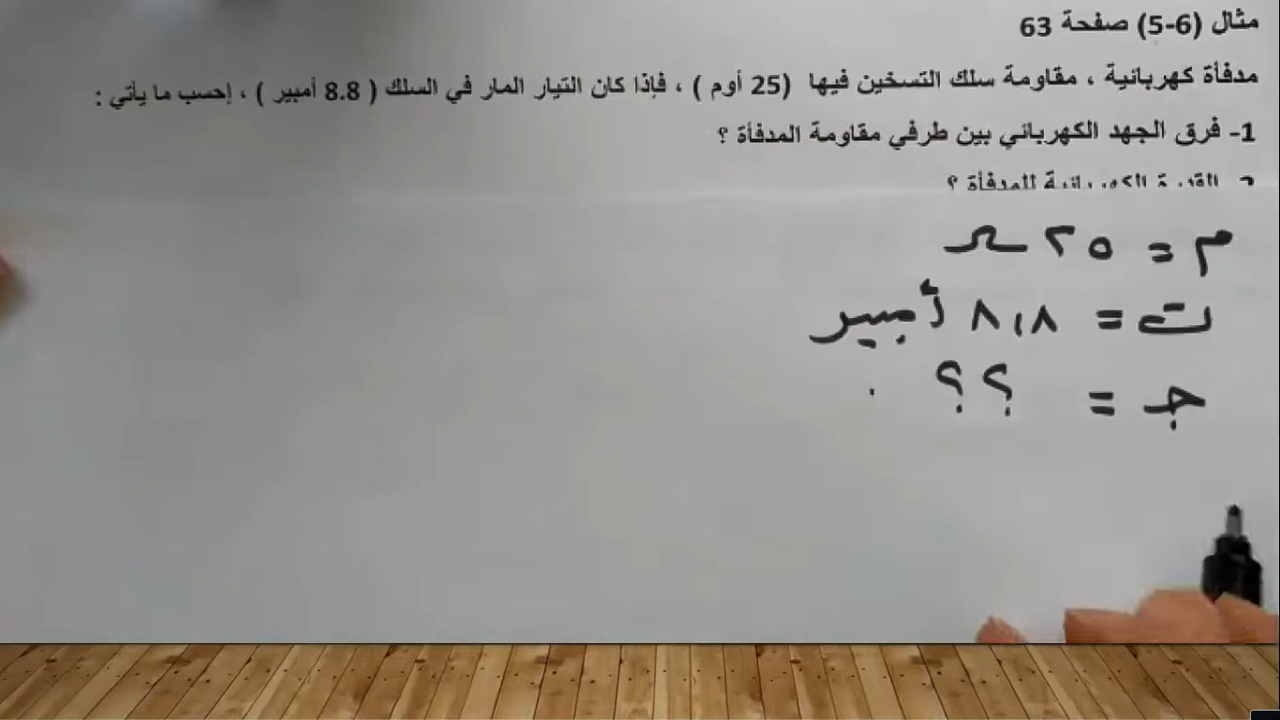 مثال (6-5) صفحة 63
مدفأة كهربائية ، مقاومة سلك التسخين فيها (25 أوم ) ، فإذا كان التيار المار في السلك ( 8.8 أمبير ) ، إحسب ما يأتي :
1- فرق الجهد الكهربائي بين طرفي مقاومة المدفأة ؟
للمدفأة ؟
م = ٢٥ Ω
ت = ٨،٨ أمبير
جـ = ؟؟